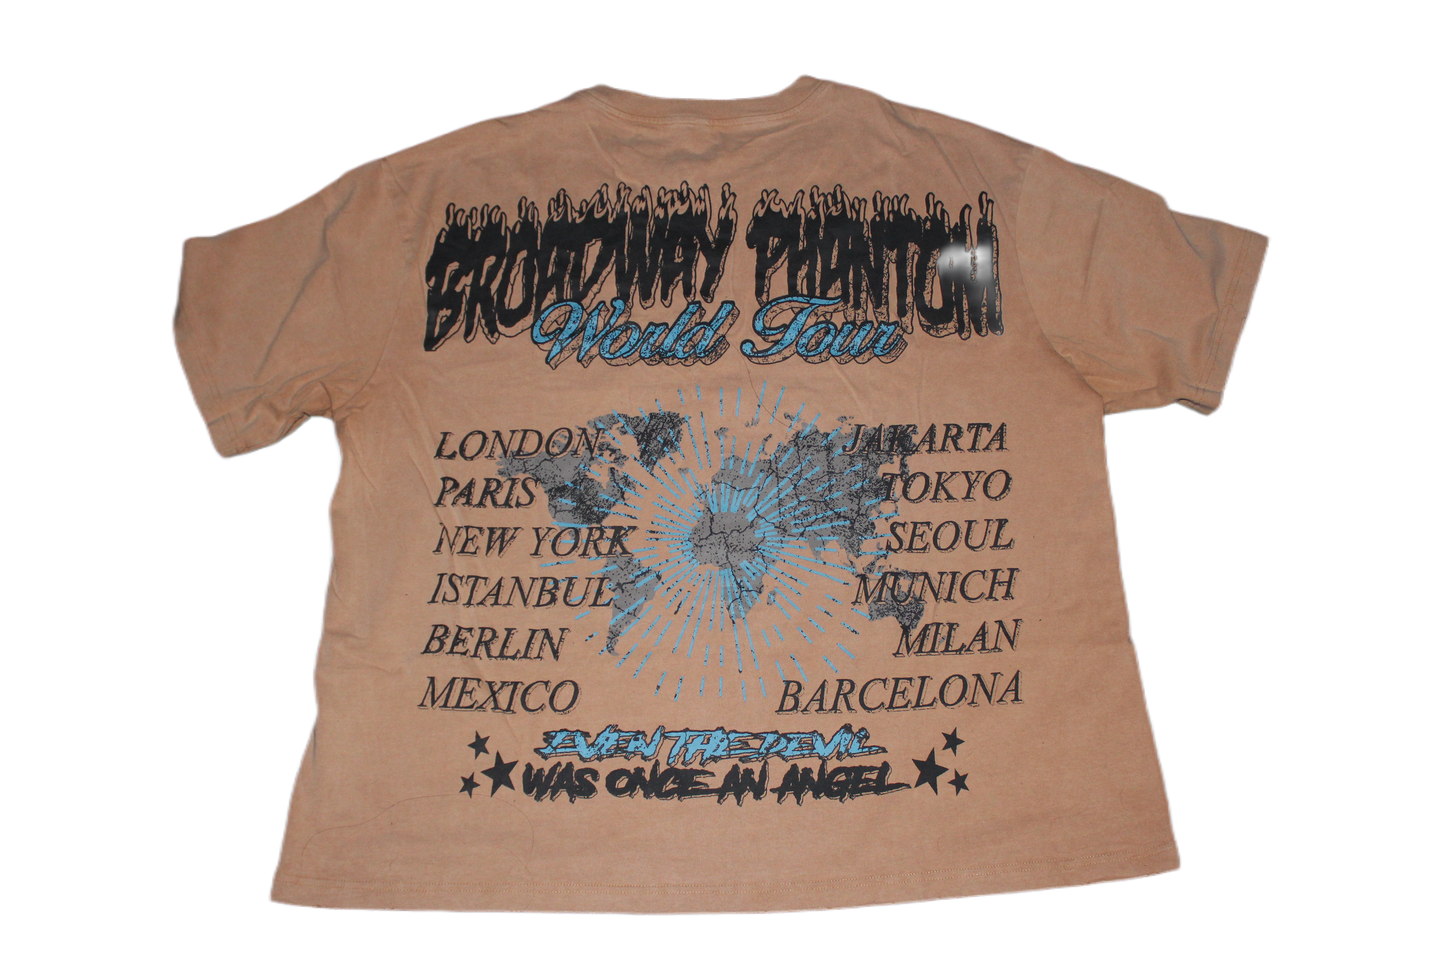 BROADWAY PHANTOM
World Tour
LONDON JAKARTA
PARIS TOKYO
NEW YORK SEOUL
ISTANBUL MUNICH
BERLIN MILAN
MEXICO BARCELONA
EVEN THE DEVIL
WAS ONCE AN ANGEL